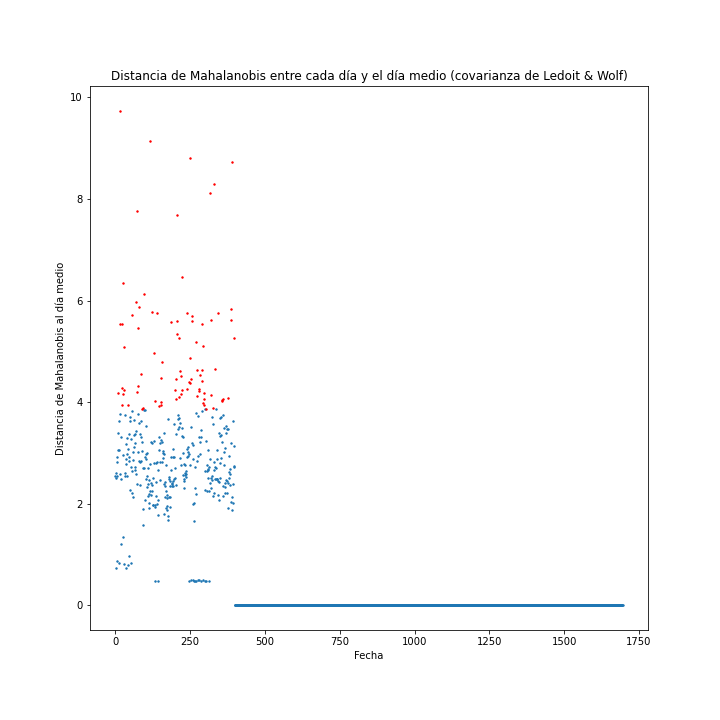 Distancia de Mahalanobis entre cada día y el día medio (covarianza de Ledoit & Wolf)
Distancia de Mahalanobis al día medio
10
8
6
4
2
0
0 250 500 750 1000 1250 1500 1750
Fecha